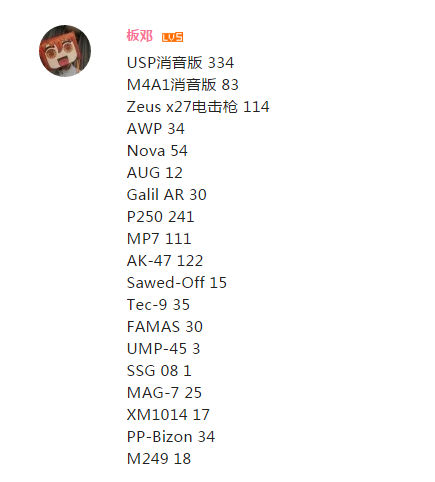 板邓 LV5
USP消音版 334
M4A1消音版 83
Zeus x27电击枪 114
AWP 34
Nova 54
AUG 12
Galil AR 30
P250 241
MP7 111
AK-47 122
Sawed-Off 15
Tec-9 35
FAMAS 30
UMP-45 3
SSG 08 1
MAG-7 25
XM1014 17
PP-Bizon 34
M249 18